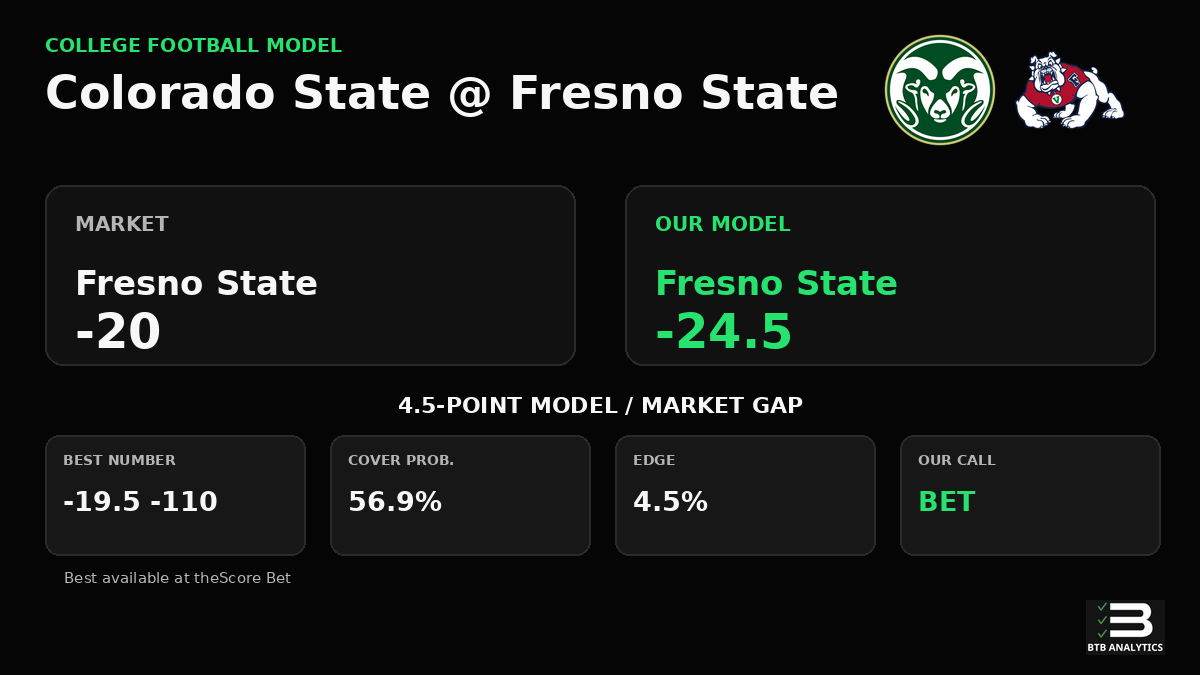 COLLEGE FOOTBALL MODEL
Colorado State @ Fresno State
MARKET
Fresno State
-20
OUR MODEL
Fresno State
-24.5
4.5-POINT MODEL / MARKET GAP
BEST NUMBER
-19.5 -110
COVER PROB.
56.9%
EDGE
4.5%
OUR CALL
BET
Best available at theScore Bet
BTB ANALYTICS